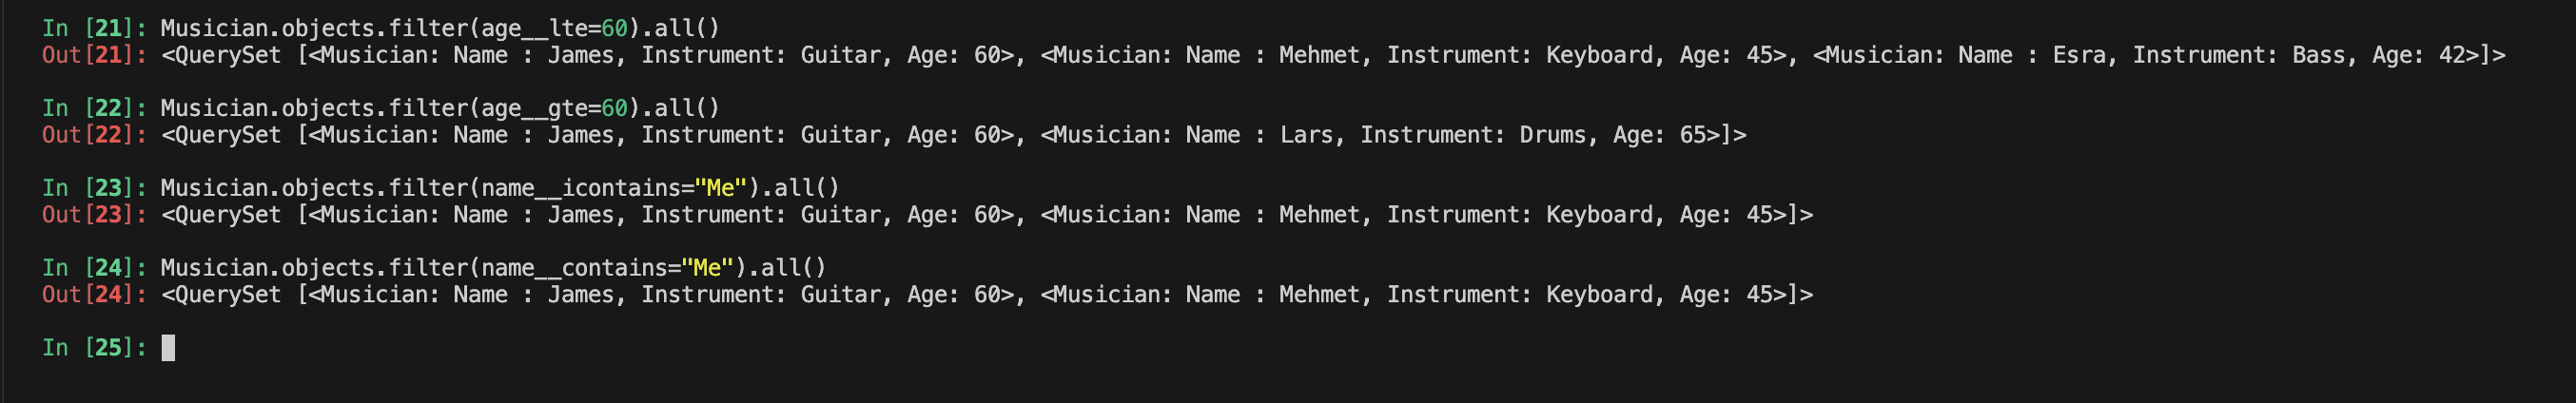 In [21]: Musician.objects.filter(age__lte=60).all()
Out[21]: <QuerySet [<Musician: Name : James, Instrument: Guitar, Age: 60>, <Musician: Name : Mehmet, Instrument: Keyboard, Age: 45>, <Musician: Name : Esra, Instrument: Bass, Age: 42>]>
In [22]: Musician.objects.filter(age__gte=60).all()
Out[22]: <QuerySet [<Musician: Name : James, Instrument: Guitar, Age: 60>, <Musician: Name : Lars, Instrument: Drums, Age: 65>]>
In [23]: Musician.objects.filter(name__icontains="Me").all()
Out[23]: <QuerySet [<Musician: Name : James, Instrument: Guitar, Age: 60>, <Musician: Name : Mehmet, Instrument: Keyboard, Age: 45>]>
In [24]: Musician.objects.filter(name__contains="Me").all()
Out[24]: <QuerySet [<Musician: Name : James, Instrument: Guitar, Age: 60>, <Musician: Name : Mehmet, Instrument: Keyboard, Age: 45>]>
In [25]: